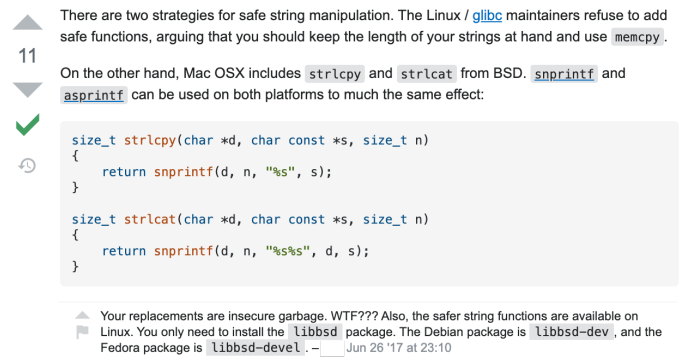 There are two strategies for safe string manipulation. The Linux / glibc maintainers refuse to add
safe functions, arguing that you should keep the length of your strings at hand and use memcpy.
11
On the other hand, Mac OSX includes strlcpy and strlcat from BSD. snprintf and
asprintf can be used on both platforms to much the same effect:
size_t strlcpy(char *d, char const *s, size_t n)
{
    return snprintf(d, n, "%s", s);
}
size_t strlcat(char *d, char const *s, size_t n)
{
    return snprintf(d, n, "%s%s", d, s);
}
Your replacements are insecure garbage. WTF??? Also, the safer string functions are available on
Linux. You only need to install the libbsd package. The Debian package is libbsd-dev, and the
Fedora package is libbsd-devel. – Jun 26 '17 at 23:10